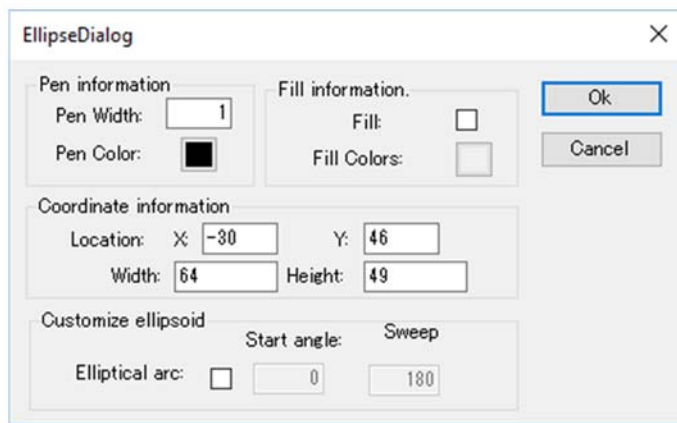 EllipseDialog
Pen information
Pen Width: 1
Pen Color:
Fill information.
Fill:
Fill Colors:
Ok
Cancel
Coordinate information
Location: X: -30 Y: 46
Width: 64 Height: 49
Customize ellipsoid
Start angle: Sweep
Elliptical arc: 0 180